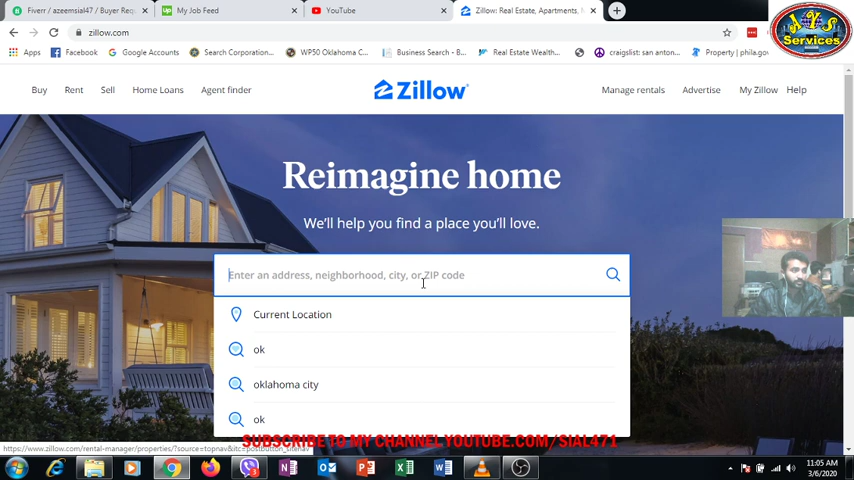 Fiverr / azeemsial47 / Buyer Requ
My Job Feed
YouTube
Zillow: Real Estate, Apartments, M
zillow.com
Apps
Facebook
Google Accounts
Search Corporation...
WP50 Oklahoma C...
Business Search - B...
Real Estate Wealth...
craigslist: san anton...
Property | phila.gov
JYS
Services
Buy
Rent
Sell
Home Loans
Agent finder
Zillow
Manage rentals
Advertise
My Zillow
Help
Reimagine home
We'll help you find a place you'll love.
Enter an address, neighborhood, city, or ZIP code
Current Location
ok
oklahoma city
ok
SUBSCRIBE TO MY CHANNEL YOUTUBE.COM/SIAL471
https://www.zillow.com/rental-manager/properties/?source=topnav&itc=postbutton_sitenav
11:05 AM
3/6/2020